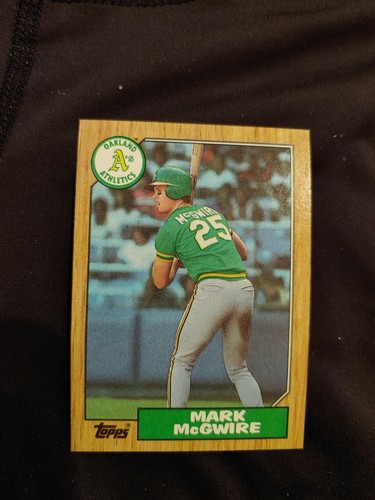 OAKLAND
A's
ATHLETICS
McGWIRE
25
topps
MARK
McGWIRE